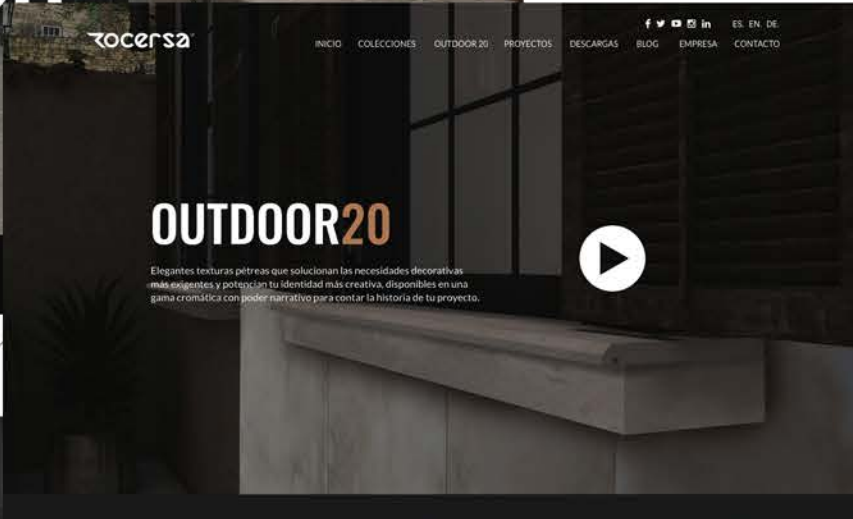 rocersa
ES. EN. DE.
INICIO COLECCIONES OUTDOOR 20 PROYECTOS DESCARGAS BLOG EMPRESA CONTACTO
OUTDOOR20
Elegantes texturas pétreas que solucionan las necesidades decorativas
más exigentes y potencian tu identidad más creativa, disponibles en una
gama cromática con poder narrativo para contar la historia de tu proyecto.